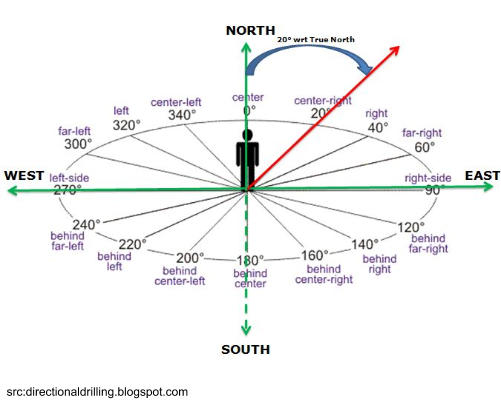 NORTH
20° wrt True North
center
0°
center-left
340°
center-right
20°
left
320°
right
40°
far-left
300°
far-right
60°
WEST
left-side
270°
right-side
90°
EAST
240°
behind
far-left
120°
behind
far-right
220°
behind
left
140°
behind
right
200°
behind
center-left
160°
behind
center-right
180°
behind
center
SOUTH
src:directionaldrilling.blogspot.com